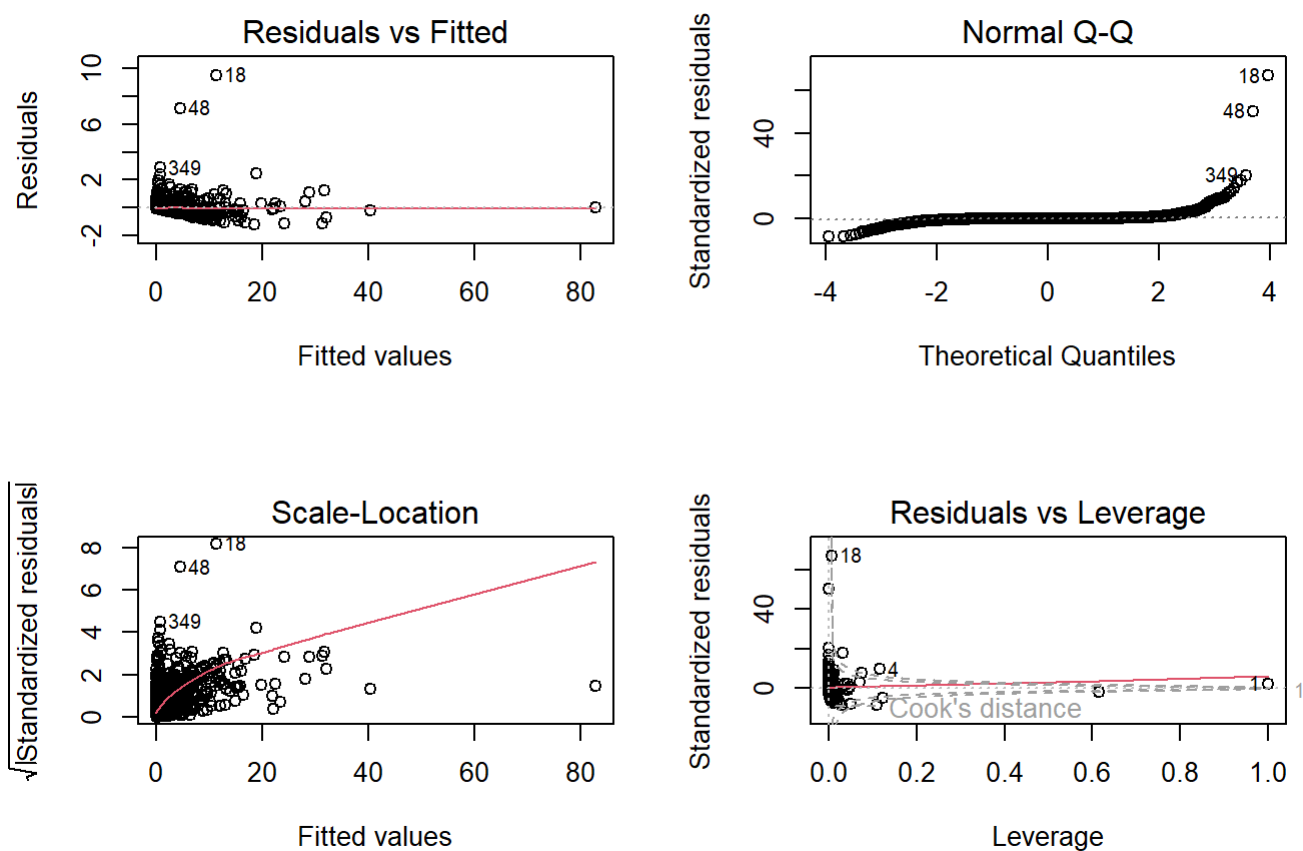 Residuals vs Fitted
Residuals
10
6
2
-2
18
48
349
0 20 40 60 80
Fitted values
Normal Q-Q
Standardized residuals
40
0
18
48
349
-4 -2 0 2 4
Theoretical Quantiles
Scale-Location
√|Standardized residuals|
8
6
4
2
0
18
48
349
0 20 40 60 80
Fitted values
Residuals vs Leverage
Standardized residuals
40
0
18
4
1
1
Cook's distance
0.0 0.2 0.4 0.6 0.8 1.0
Leverage